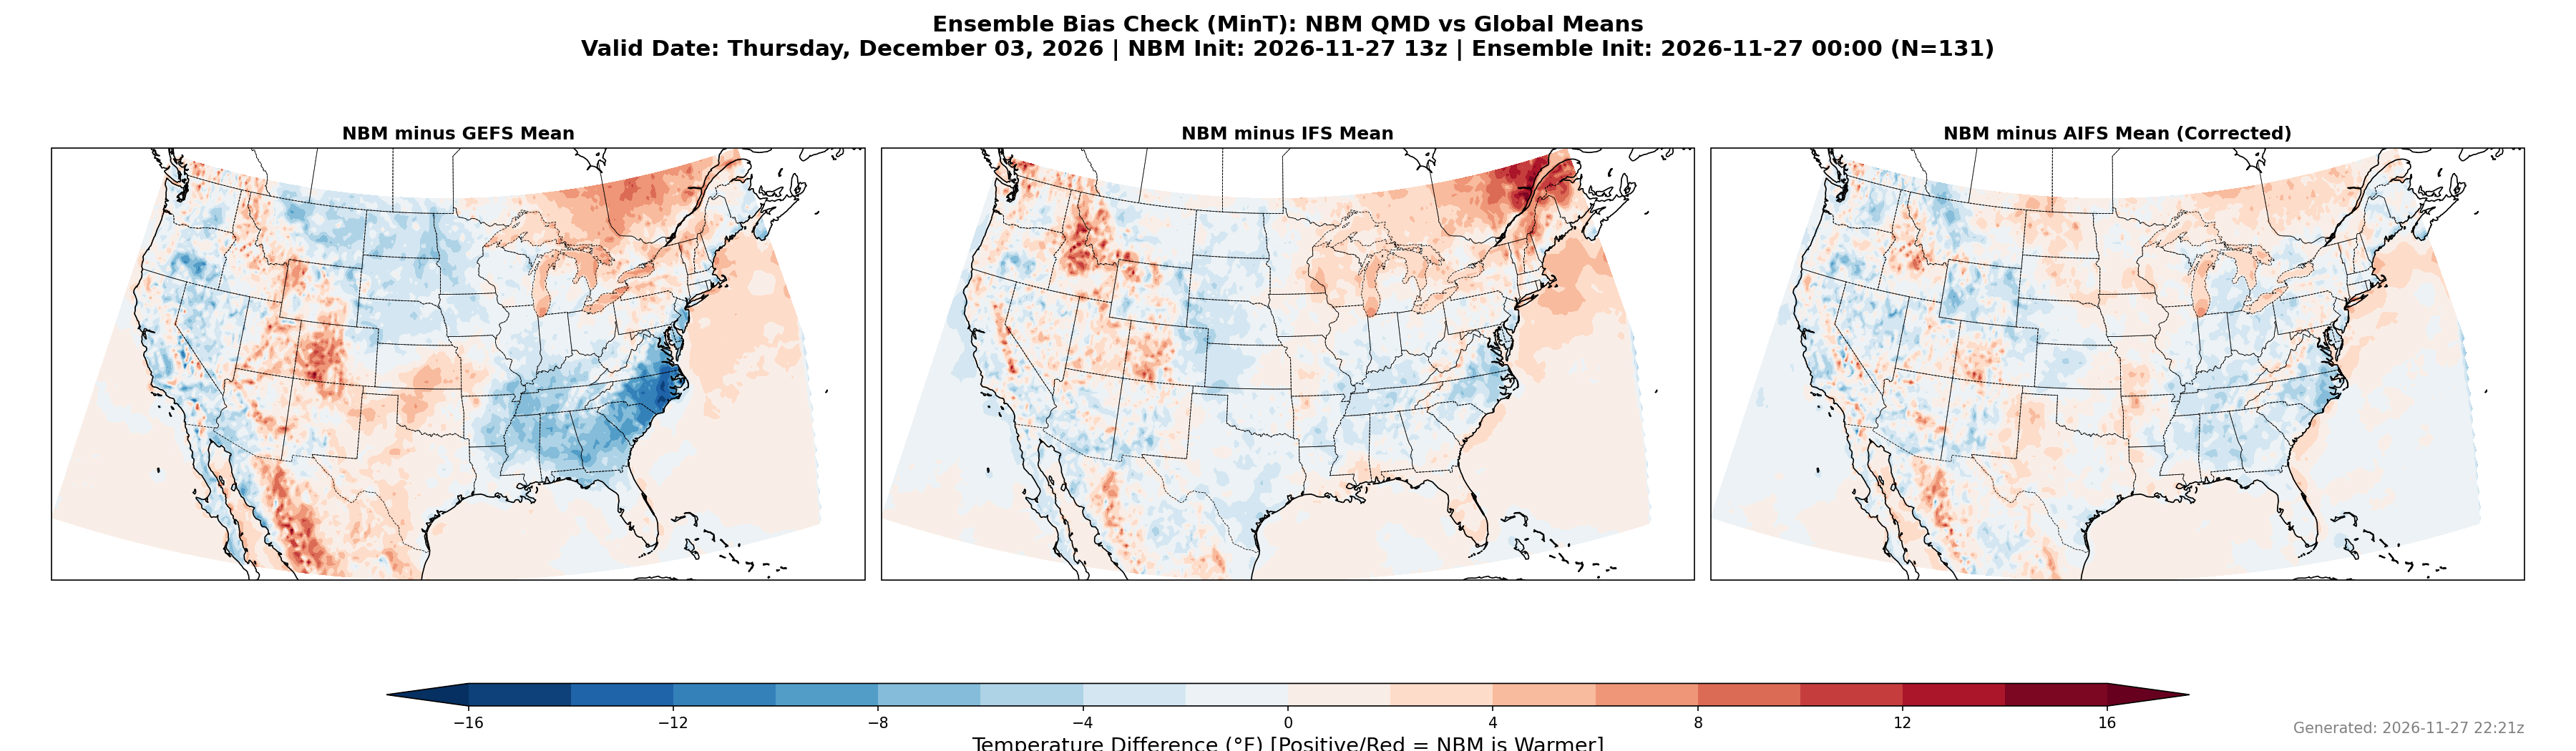 Ensemble Bias Check (MinT): NBM QMD vs Global Means
Valid Date: Thursday, December 03, 2026 | NBM Init: 2026-11-27 13z | Ensemble Init: 2026-11-27 00:00 (N=131)
NBM minus GEFS Mean
NBM minus IFS Mean
NBM minus AIFS Mean (Corrected)
−16 −12 −8 −4 0 4 8 12 16
Temperature Difference (°F) [Positive/Red = NBM is Warmer]
Generated: 2026-11-27 22:21z